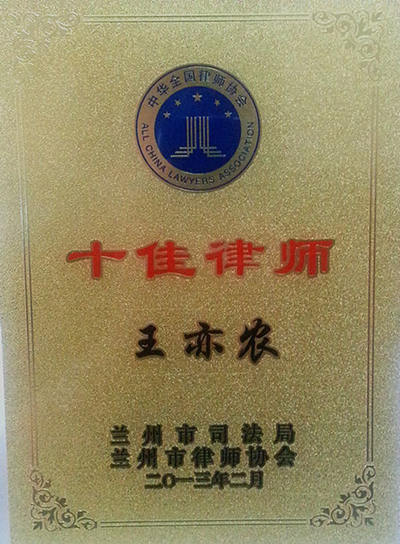 中华全国律师协会
ALL CHINA LAWYERS ASSOCIATION
十佳律师
王亦农
兰州市司法局
兰州市律师协会
二〇一三年二月